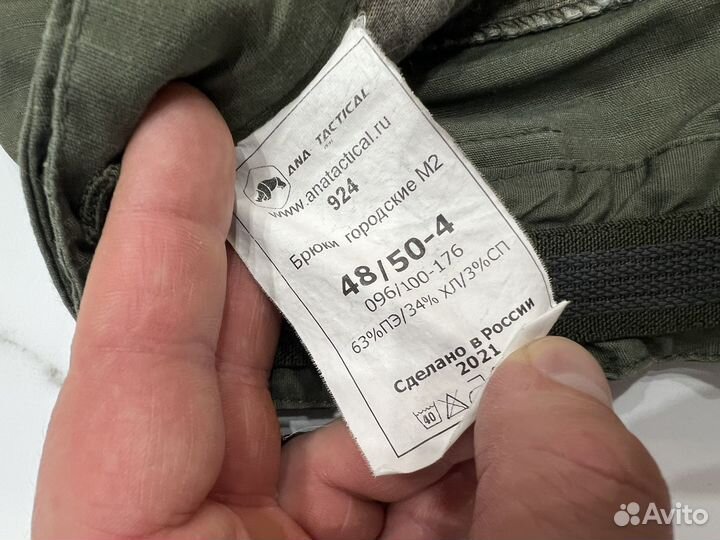 ANA TACTICAL
www.anatactical.ru
924
Брюки городские М2
48/50-4
096/100-176
63%ПЭ/34% ХЛ/3%СП
Сделано в России
2021
40
Avito